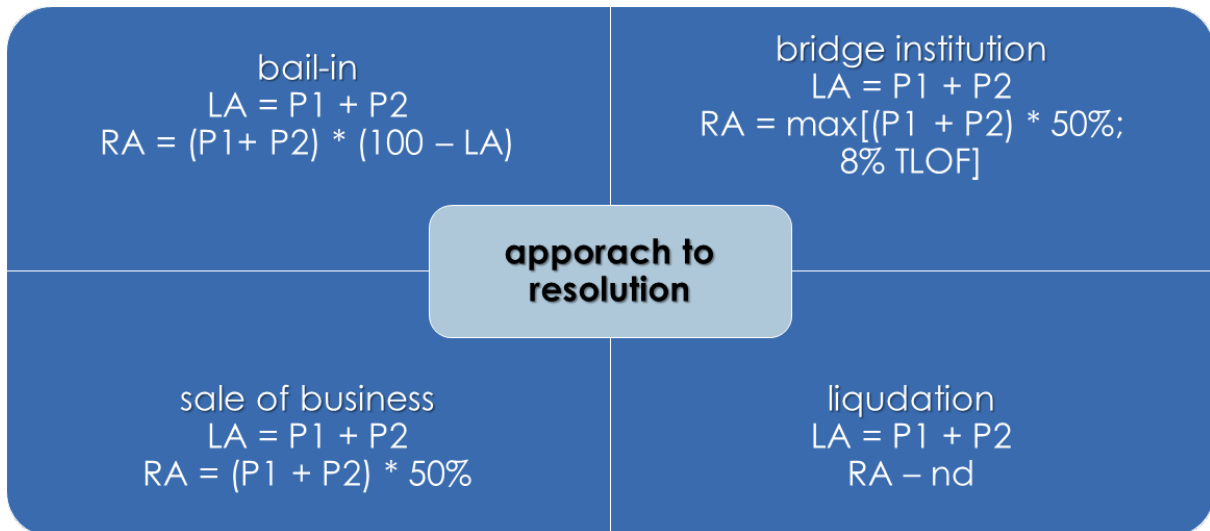 bail-in
LA = P1 + P2
RA = (P1+ P2) * (100 – LA)
bridge institution
LA = P1 + P2
RA = max[(P1 + P2) * 50%;
8% TLOF]
apporach to
resolution
sale of business
LA = P1 + P2
RA = (P1 + P2) * 50%
liqudation
LA = P1 + P2
RA – nd